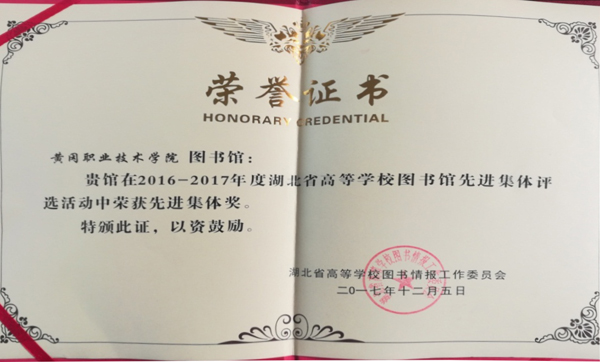 荣誉证书
HONORARY CREDENTIAL
黄冈职业技术学院 图书馆：
贵馆在2016-2017年度湖北省高等学校图书馆先进集体评
选活动中荣获先进集体奖。
特颁此证，以资鼓励。
湖北省高等学校图书情报工作委员会
二〇一七年十二月五日